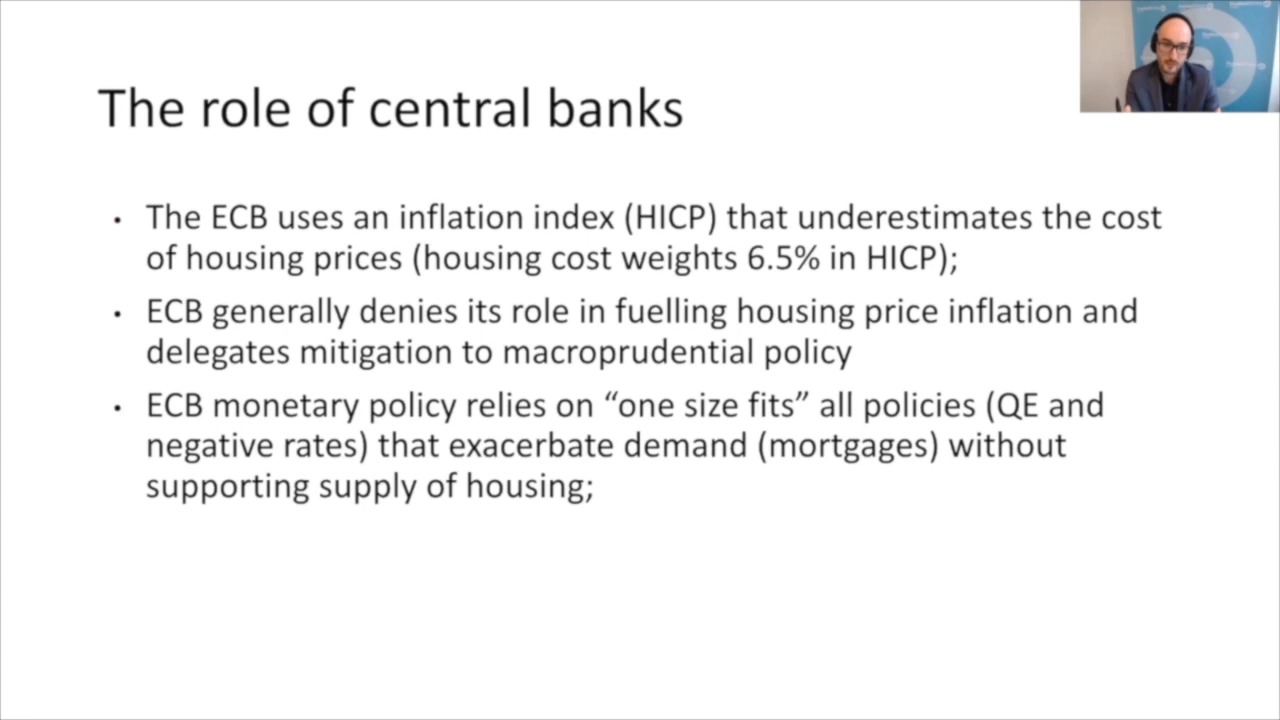 The role of central banks
• The ECB uses an inflation index (HICP) that underestimates the cost
of housing prices (housing cost weights 6.5% in HICP);
• ECB generally denies its role in fuelling housing price inflation and
delegates mitigation to macroprudential policy
• ECB monetary policy relies on “one size fits” all policies (QE and
negative rates) that exacerbate demand (mortgages) without
supporting supply of housing;